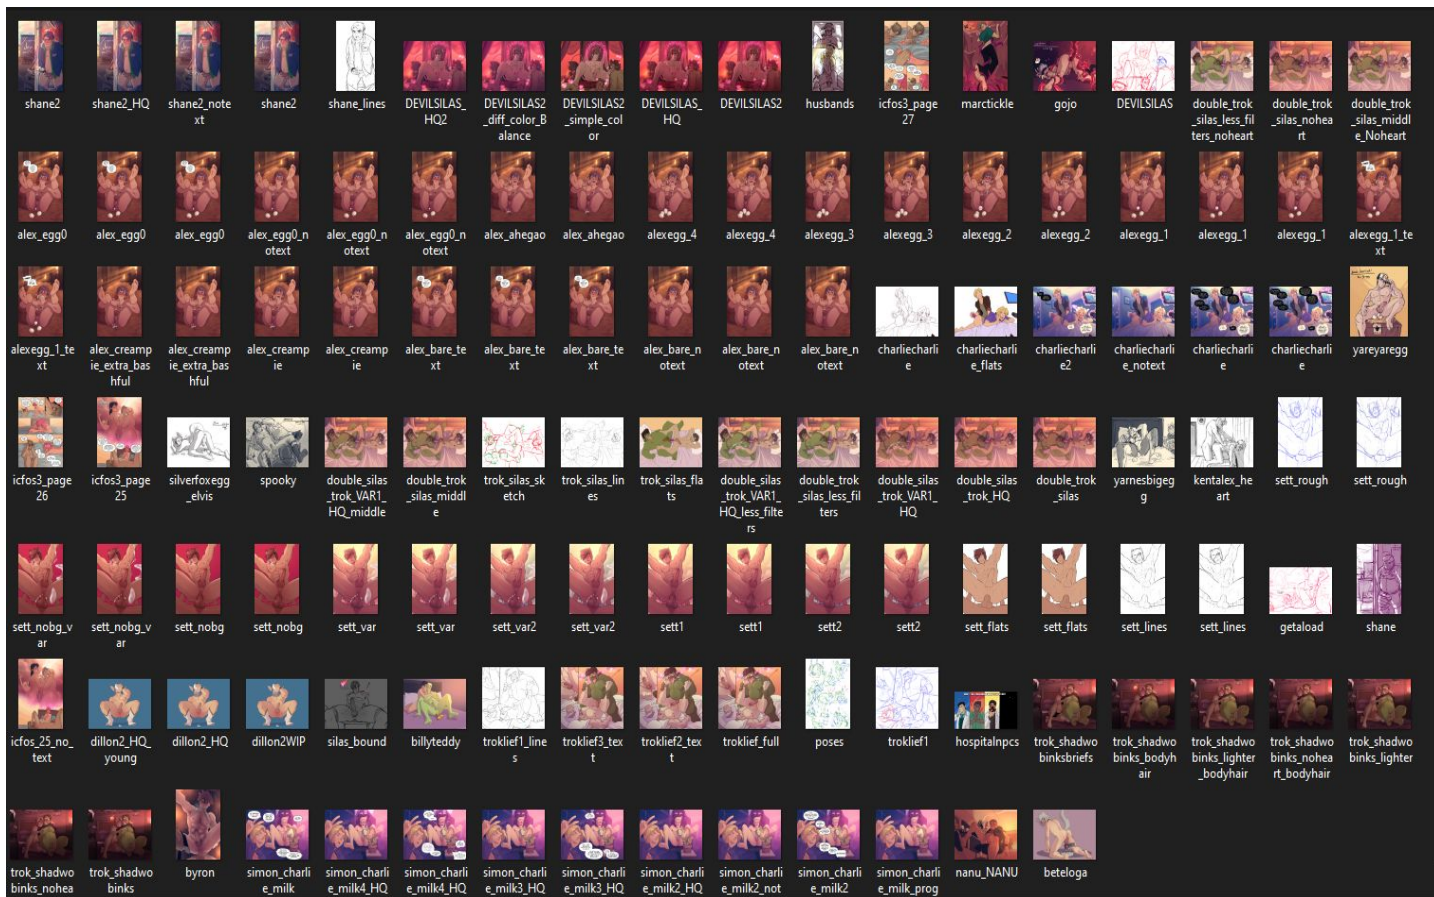 shane2 shane2_HQ shane2_note shane2 shane_lines DEVILSILAS_ DEVILSILAS2 DEVILSILAS2 DEVILSILAS_ DEVILSILAS2 husbands icfos3_page marctickle gojo DEVILSILAS double_trok double_trok double_trok
xt HQ2 _diff_color_B _simple_co HQ 27 _silas_less_fil _silas_nohea _silas_middl
alance lor ters_noheart rt e_Noheart
alex_egg0 alex_egg0 alex_egg0 alex_egg0_n alex_egg0_n alex_egg0_n alex_ahegao alex_ahegao alexegg_4 alexegg_4 alexegg_3 alexegg_3 alexegg_2 alexegg_2 alexegg_1 alexegg_1 alexegg_1 alexegg_1_te
otext otext otext xt
alexegg_1_te alex_creamp alex_creamp alex_creamp alex_creamp alex_bare_te alex_bare_te alex_bare_te alex_bare_n alex_bare_n alex_bare_n charliecharli charliecharli charliecharli charliecharli charliecharli charliecharli yareyaregg
xt ie_extra_bas ie_extra_bas ie ie xt xt xt otext otext otext e e_flats e2 e_notext e e
hful hful
icfos3_page icfos3_page silverfoxegg spooky double_silas double_trok trok_silas_sk trok_silas_lin trok_silas_fla double_silas double_trok double_silas double_silas double_trok yarnesbigeg kentalex_he sett_rough sett_rough
26 25 _elvis _trok_VAR1_ _silas_middl etch es ts _trok_VAR1_ _silas_less_fil _trok_VAR1_ _trok_HQ _silas g art
HQ_middle e HQ_less_filte ters HQ
rs
sett_nobg_v sett_nobg_v sett_nobg sett_nobg sett_var sett_var sett_var2 sett_var2 sett1 sett1 sett2 sett2 sett_flats sett_flats sett_lines sett_lines getaload shane
ar ar
icfos_25_no_ dillon2_HQ_ dillon2_HQ dillon2WIP silas_bound billyteddy troklief1_line troklief3_tex troklief2_tex troklief_full poses troklief1 hospitalnpcs trok_shadwo trok_shadwo trok_shadwo trok_shadwo trok_shadwo
text young s t t binksbriefs binks_bodyh binks_lighter binks_nohea binks_lighter
air _bodyhair rt_bodyhair
trok_shadwo trok_shadwo byron simon_charli simon_charli simon_charli simon_charli simon_charli simon_charli simon_charli simon_charli simon_charli nanu_NANU beteloga
binks_nohea binks e_milk e_milk4_HQ e_milk4_HQ e_milk3_HQ e_milk3_HQ e_milk2_HQ e_milk2_not e_milk2 e_milk_prog